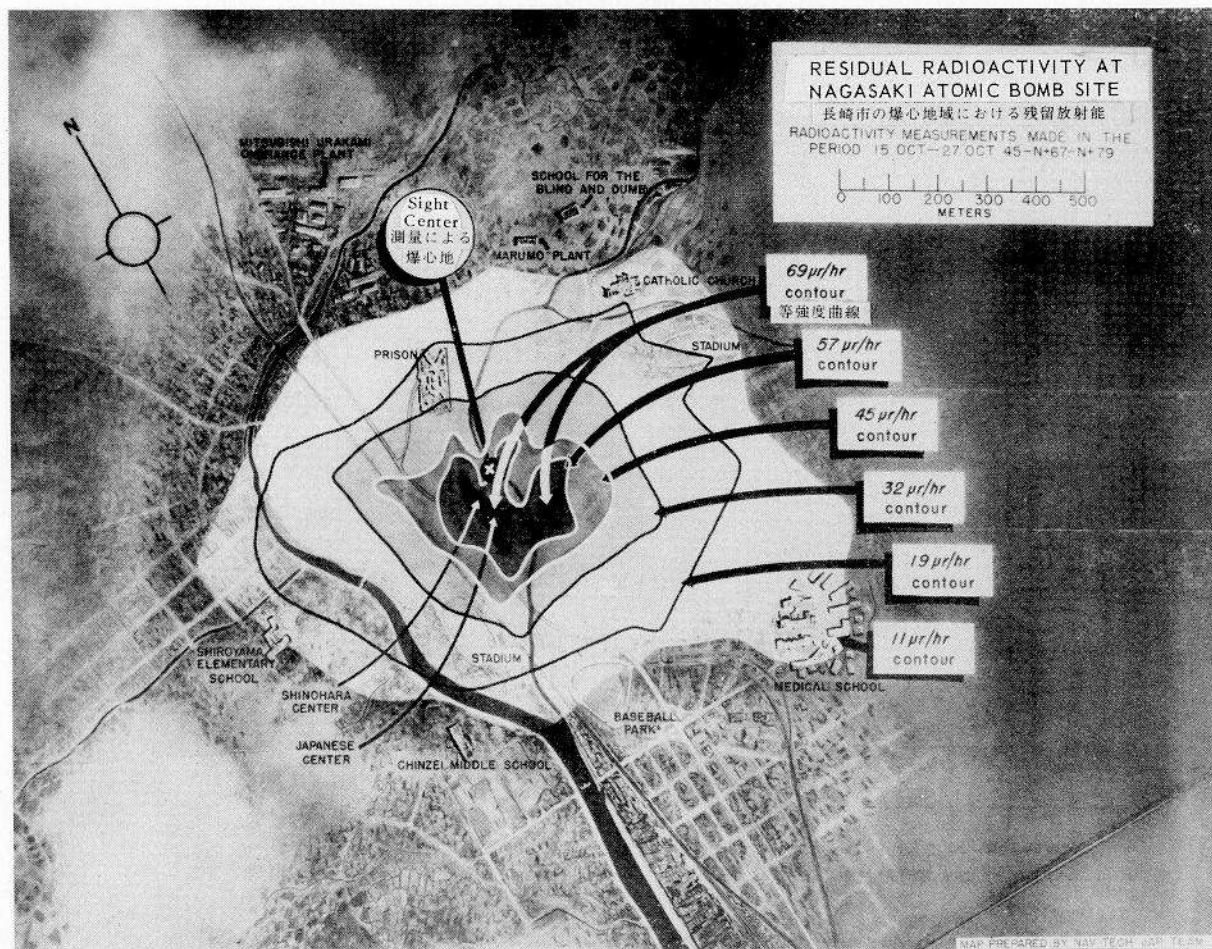 RESIDUAL RADIOACTIVITY AT
NAGASAKI ATOMIC BOMB SITE
長崎市の爆心地域における残留放射能
RADIOACTIVITY MEASUREMENTS MADE IN THE
PERIOD 15 OCT—27 OCT 45-N+67-N+79
0 100 200 300 400 500
METERS
N
MITSUBISHI URAKAMI
ORDNANCE PLANT
SCHOOL FOR THE
BLIND AND DUMB
Sight
Center
測量による
爆心地
MARUMO PLANT
CATHOLIC CHURCH
69 μr/hr
contour
等強度曲線
PRISON
STADIUM
57 μr/hr
contour
45 μr/hr
contour
32 μr/hr
contour
19 μr/hr
contour
11 μr/hr
contour
SHIROYAMA
ELEMENTARY
SCHOOL
STADIUM
SHINOHARA
CENTER
MEDICAL SCHOOL
BASEBALL
PARK
JAPANESE
CENTER
CHINZEI MIDDLE SCHOOL
MAP PREPARED BY NAV TECH JAP TEAM